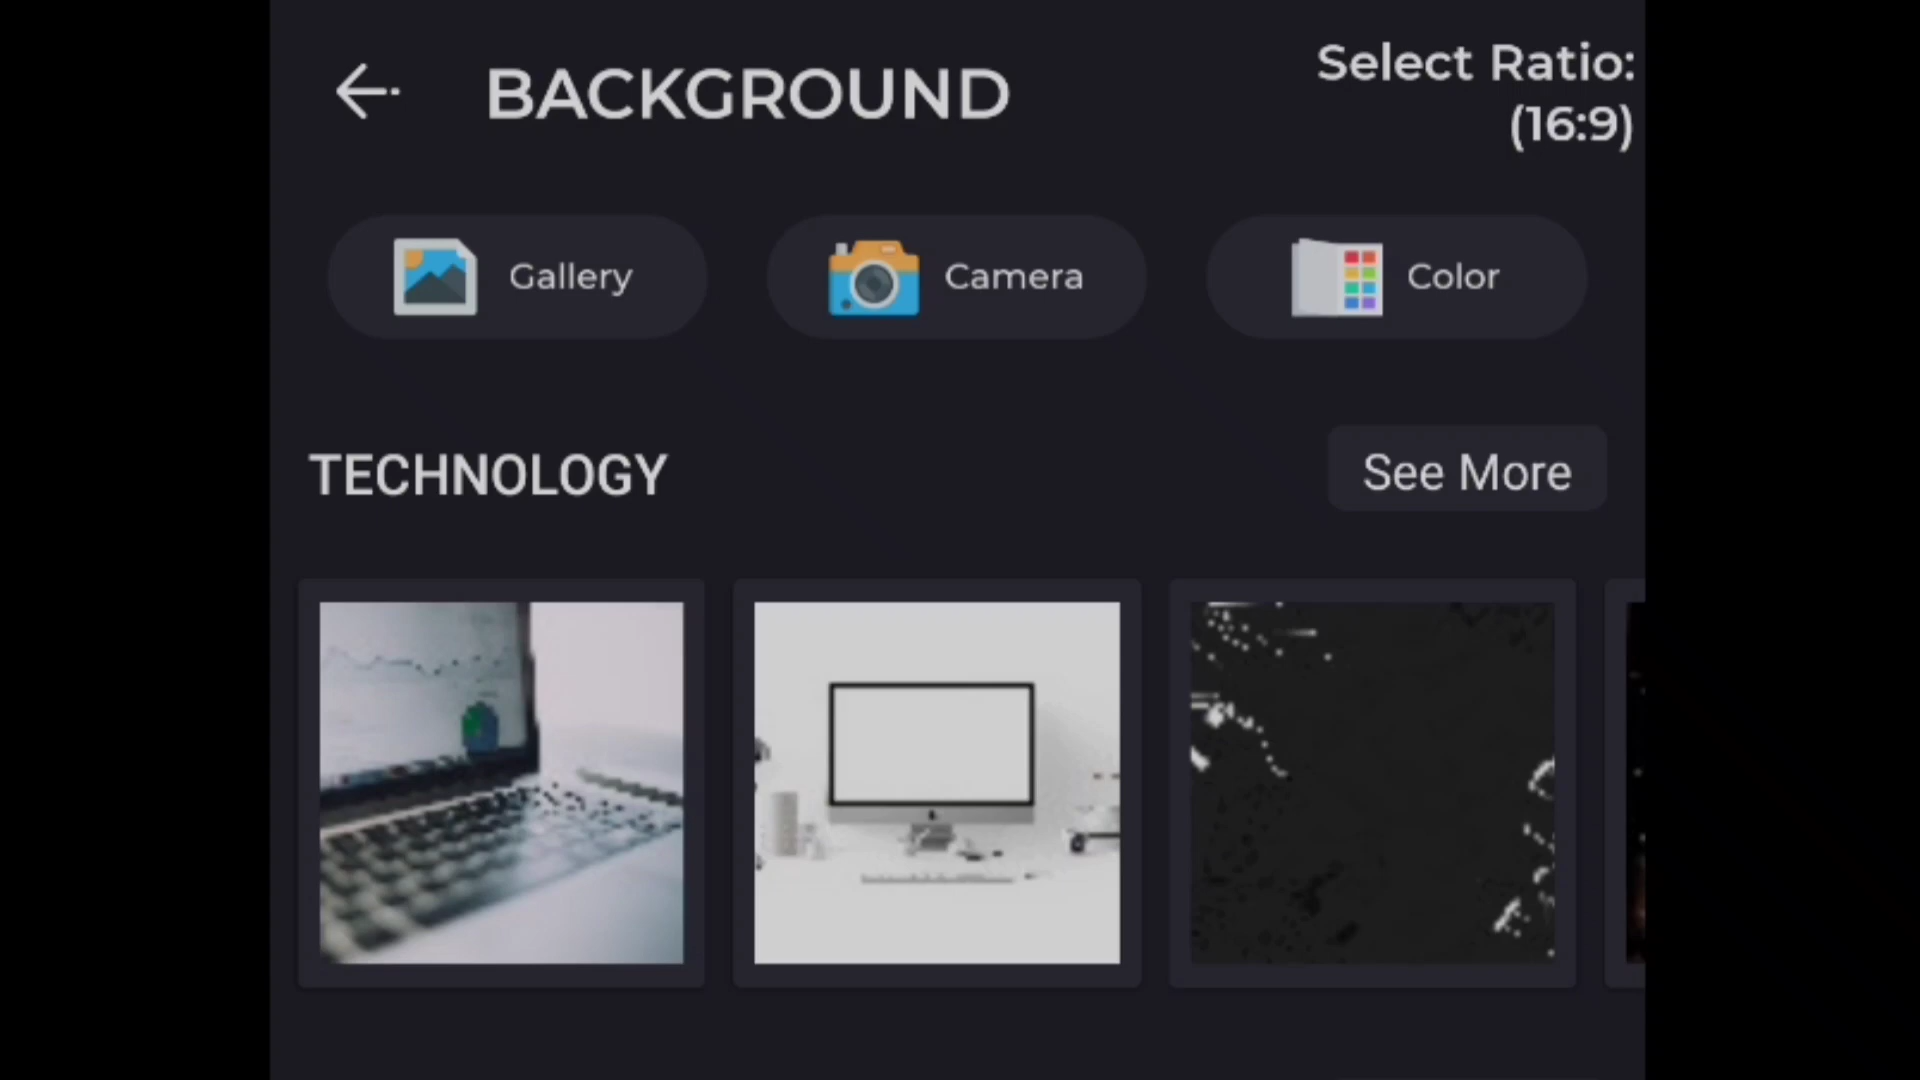 BACKGROUND
Select Ratio:
(16:9)
Gallery
Camera
Color
TECHNOLOGY
See More